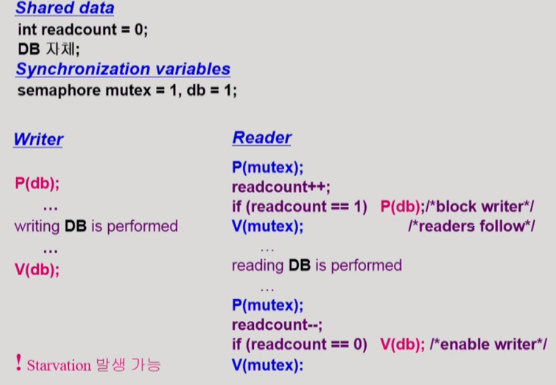 Shared data
int readcount = 0;
DB 자체;
Synchronization variables
semaphore mutex = 1, db = 1;
Writer
P(db);
...
writing DB is performed
...
V(db);
! Starvation 발생 가능
Reader
P(mutex);
readcount++;
if (readcount == 1) P(db);/*block writer*/
V(mutex); /*readers follow*/
...
reading DB is performed
...
P(mutex);
readcount--;
if (readcount == 0) V(db); /*enable writer*/
V(mutex):